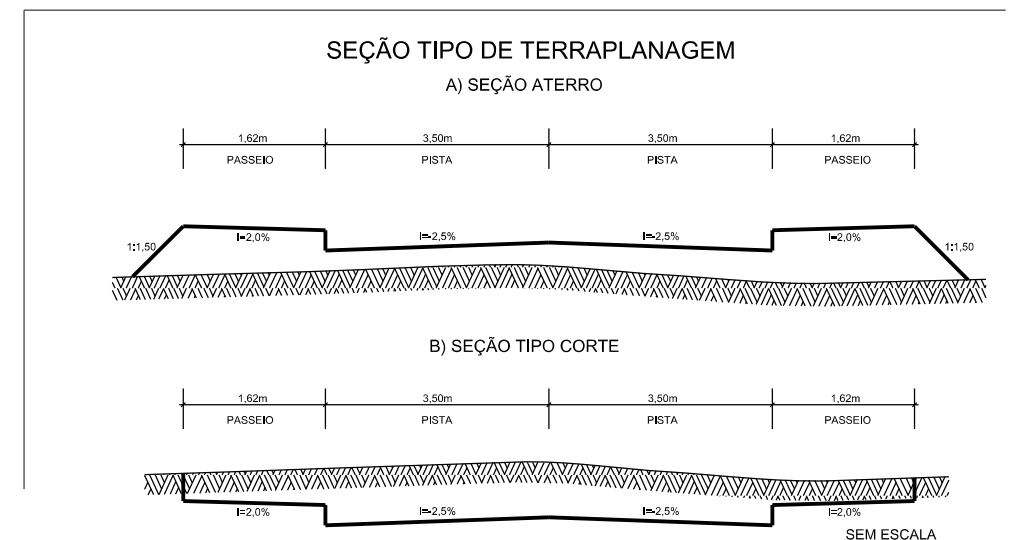 SEÇÃO TIPO DE TERRAPLANAGEM
A) SEÇÃO ATERRO
1,62m 3,50m 3,50m 1,62m
PASSEIO PISTA PISTA PASSEIO
1:1,50 I=2,0% I=-2,5% I=-2,5% I=2,0% 1:1,50
B) SEÇÃO TIPO CORTE
1,62m 3,50m 3,50m 1,62m
PASSEIO PISTA PISTA PASSEIO
I=2,0% I=-2,5% I=-2,5% I=2,0%
SEM ESCALA